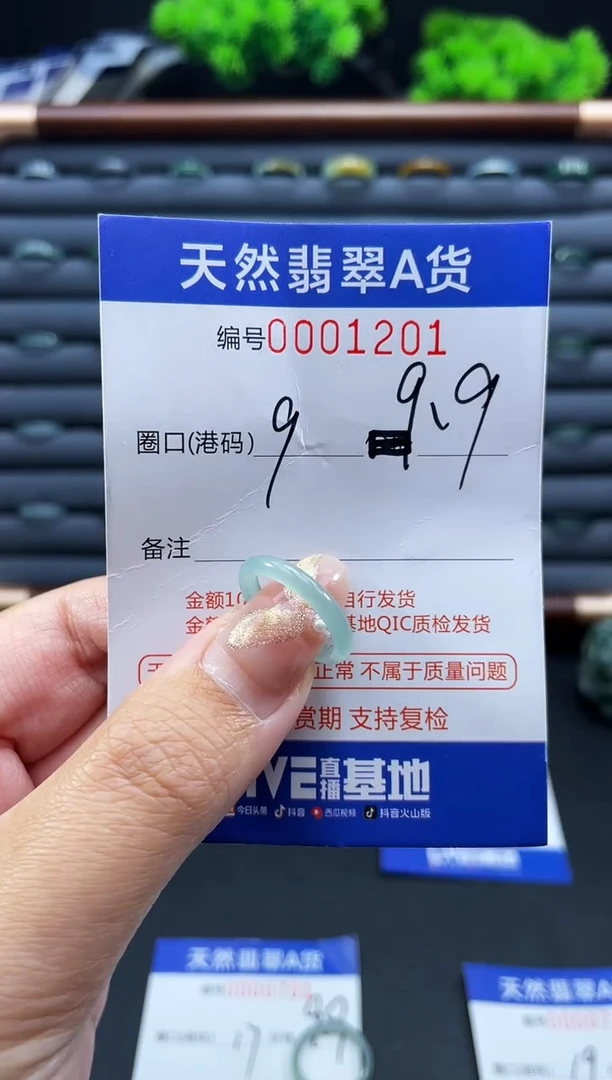 天然翡翠A货
编号0001201
圈口(港码) 9 9、9
备注
金额10 自行发货
金 基地QIC质检发货
正常 不属于质量问题
赏期 支持复检
直播基地
今日头条 抖音 西瓜视频 抖音火山版
天然翡翠A货
17
天然翡翠A
19